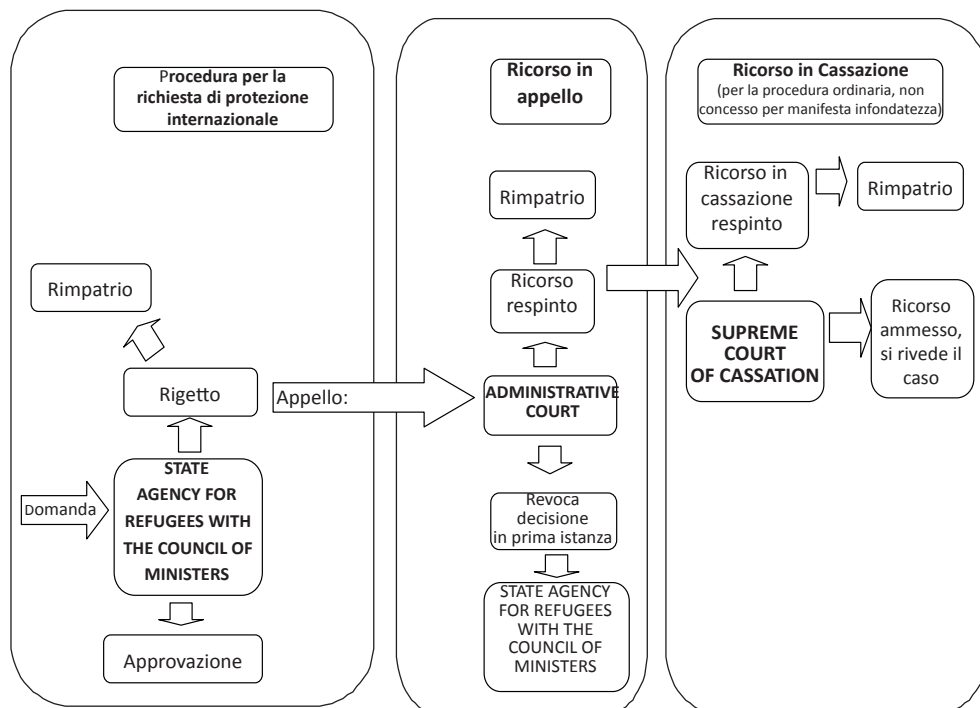 Procedura per la
richiesta di protezione
internazionale
Rimpatrio
Rigetto
Appello:
Domanda
STATE
AGENCY FOR
REFUGEES WITH
THE COUNCIL OF
MINISTERS
Approvazione
Ricorso in
appello
Rimpatrio
Ricorso
respinto
ADMINISTRATIVE
COURT
Revoca
decisione
in prima istanza
STATE AGENCY
FOR REFUGEES
WITH THE
COUNCIL OF
MINISTERS
Ricorso in Cassazione
(per la procedura ordinaria, non
concesso per manifesta infondatezza)
Ricorso in
cassazione
respinto
Rimpatrio
SUPREME
COURT
OF CASSATION
Ricorso
ammesso,
si rivede il
caso